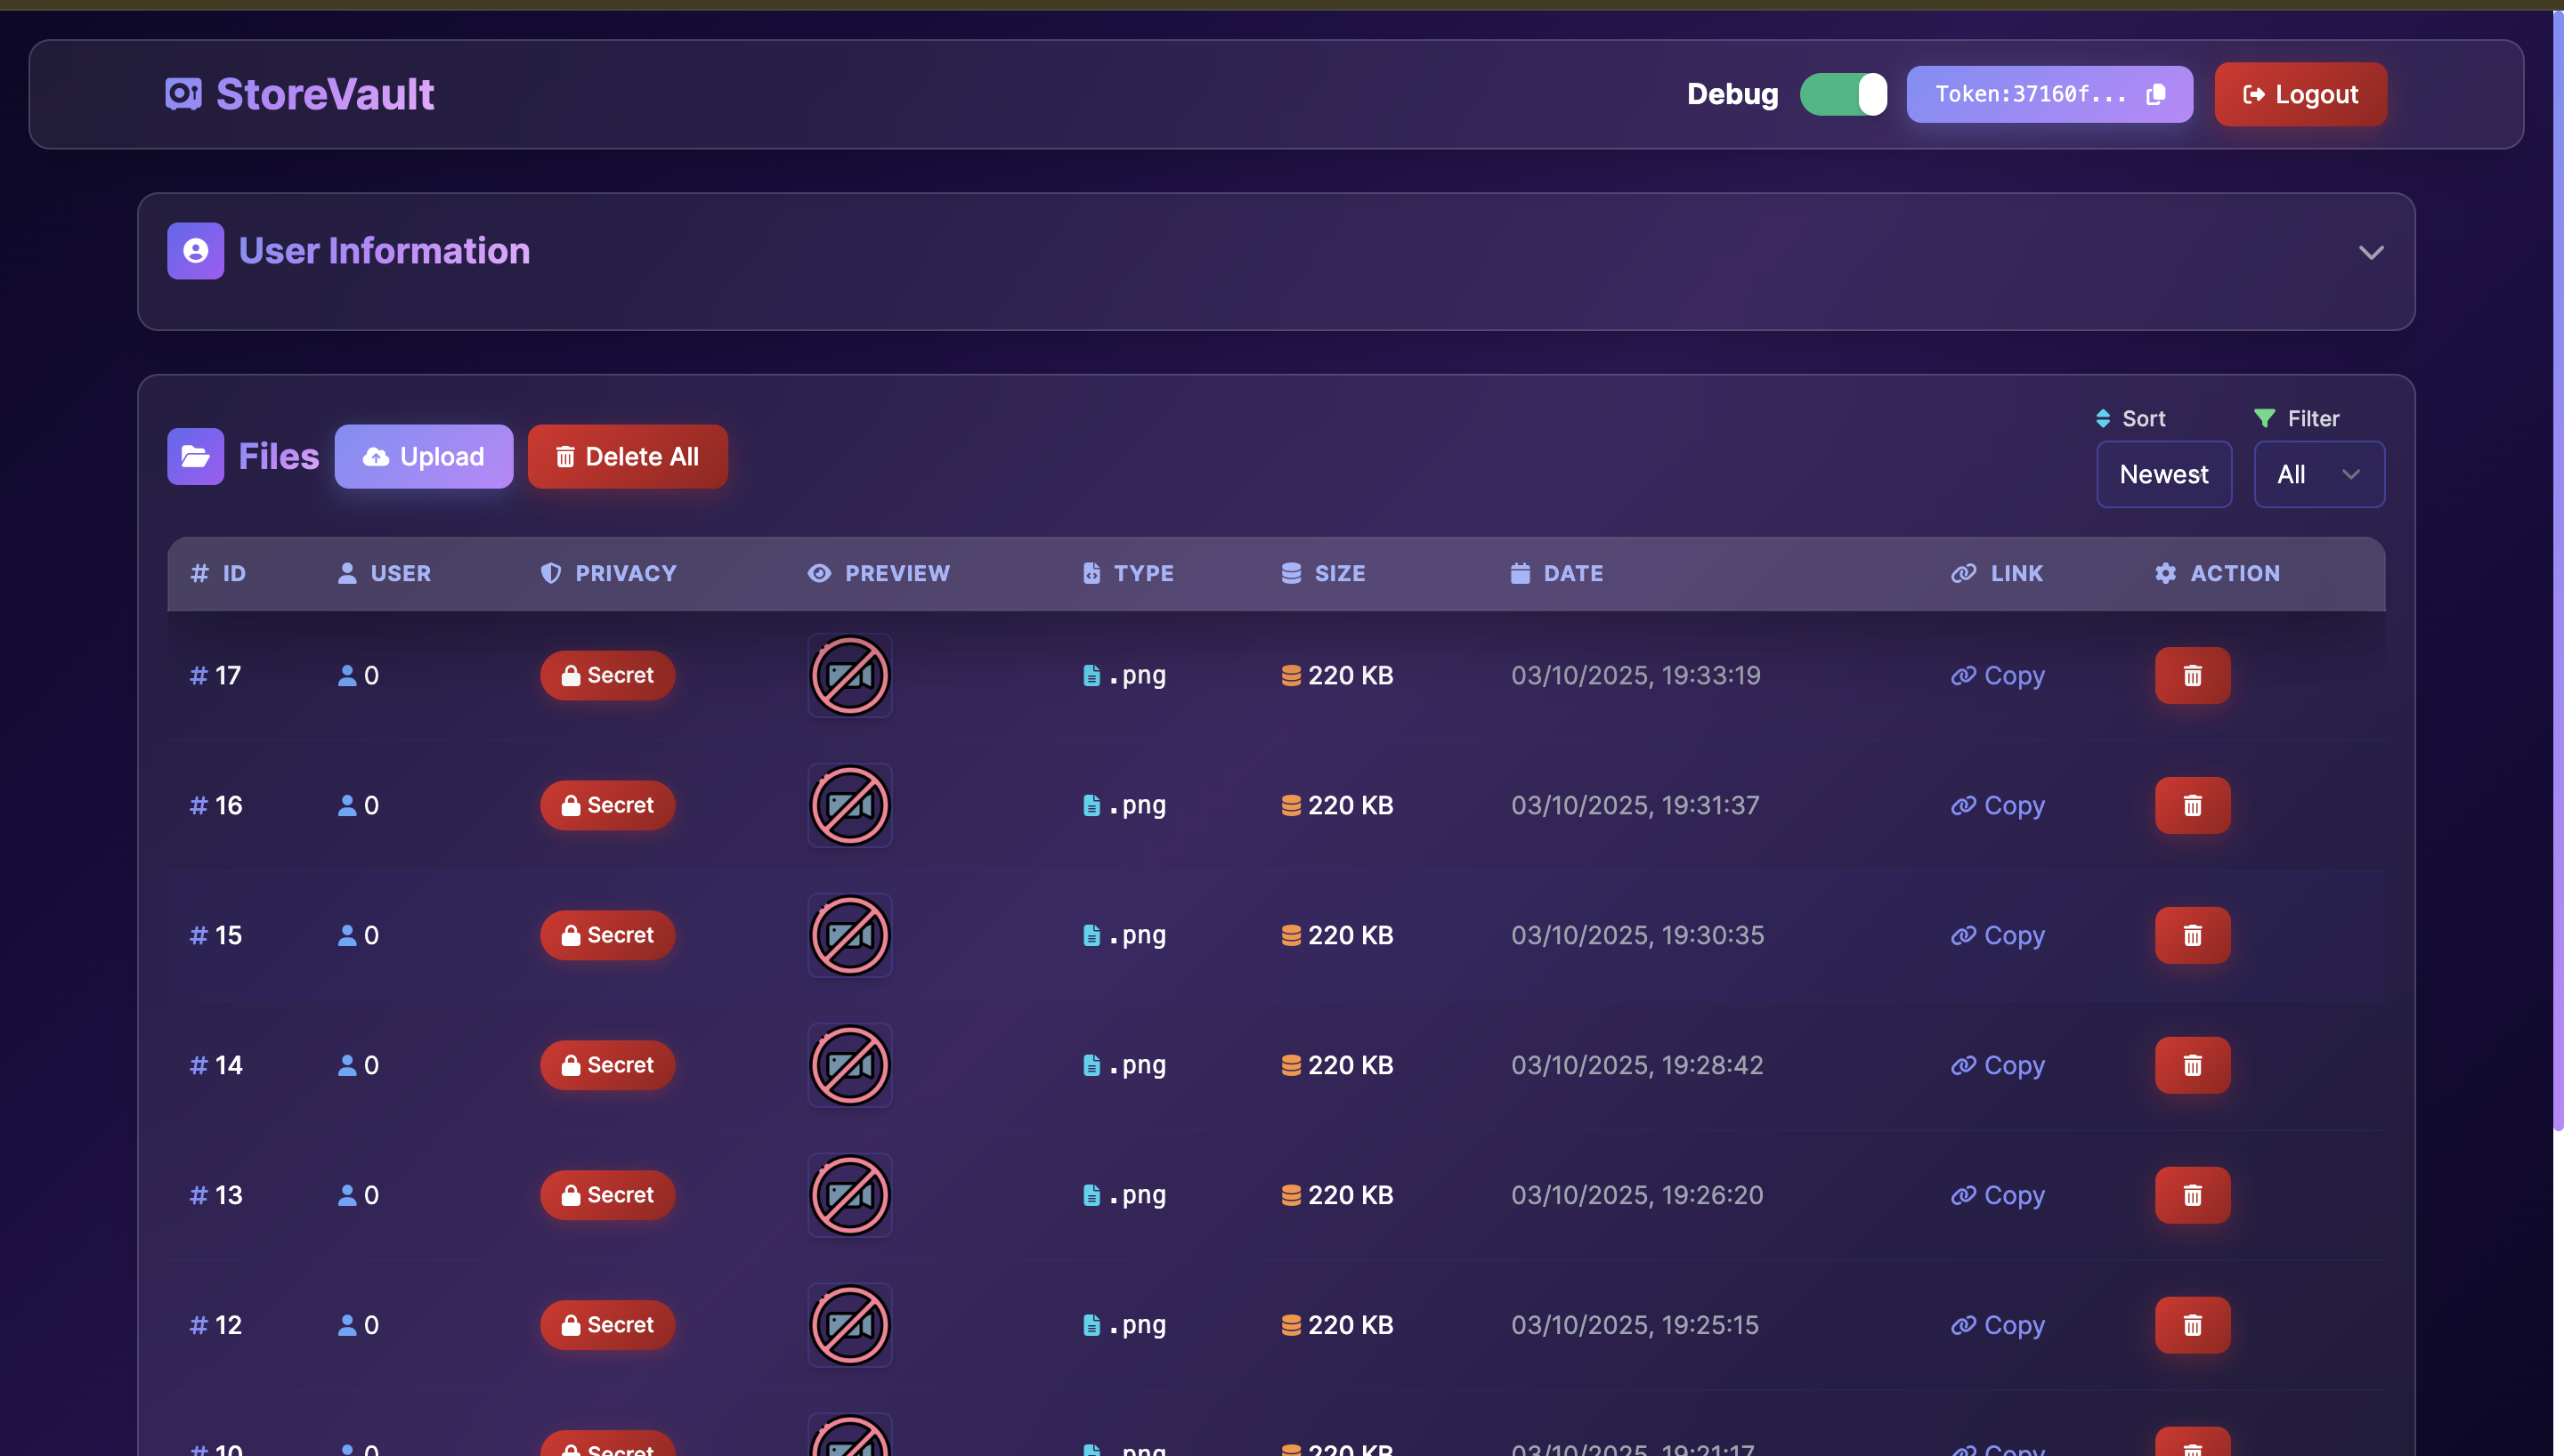 StoreVault
Debug
Token:37160f...
Logout
User Information
Files
Upload
Delete All
Sort
Filter
Newest
All
# ID USER PRIVACY PREVIEW TYPE SIZE DATE LINK ACTION
# 17 0 Secret .png 220 KB 03/10/2025, 19:33:19 Copy
# 16 0 Secret .png 220 KB 03/10/2025, 19:31:37 Copy
# 15 0 Secret .png 220 KB 03/10/2025, 19:30:35 Copy
# 14 0 Secret .png 220 KB 03/10/2025, 19:28:42 Copy
# 13 0 Secret .png 220 KB 03/10/2025, 19:26:20 Copy
# 12 0 Secret .png 220 KB 03/10/2025, 19:25:15 Copy
# 10 0 Secret .png 220 KB 03/10/2025, 19:21:17 Copy